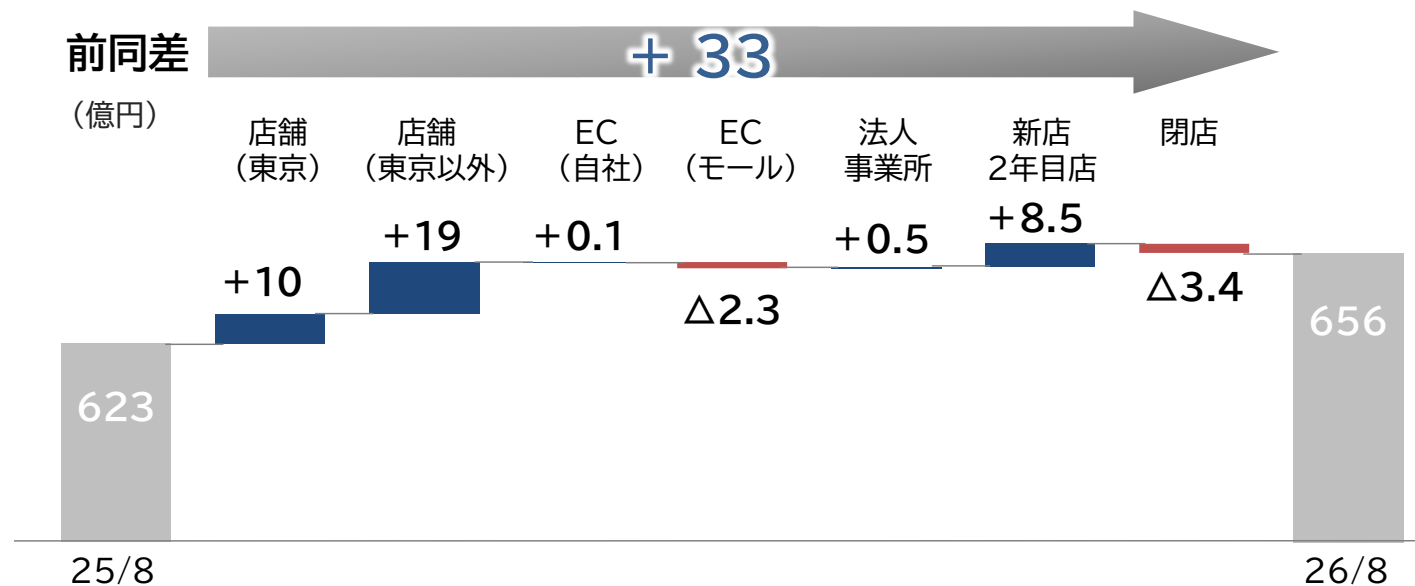 前同差
+ 33
(億円)
店舗
(東京)
店舗
(東京以外)
EC
(自社)
EC
(モール)
法人
事業所
新店
2年目店
閉店
+10
+19
+0.1
△2.3
+0.5
+8.5
△3.4
623
656
25/8
26/8